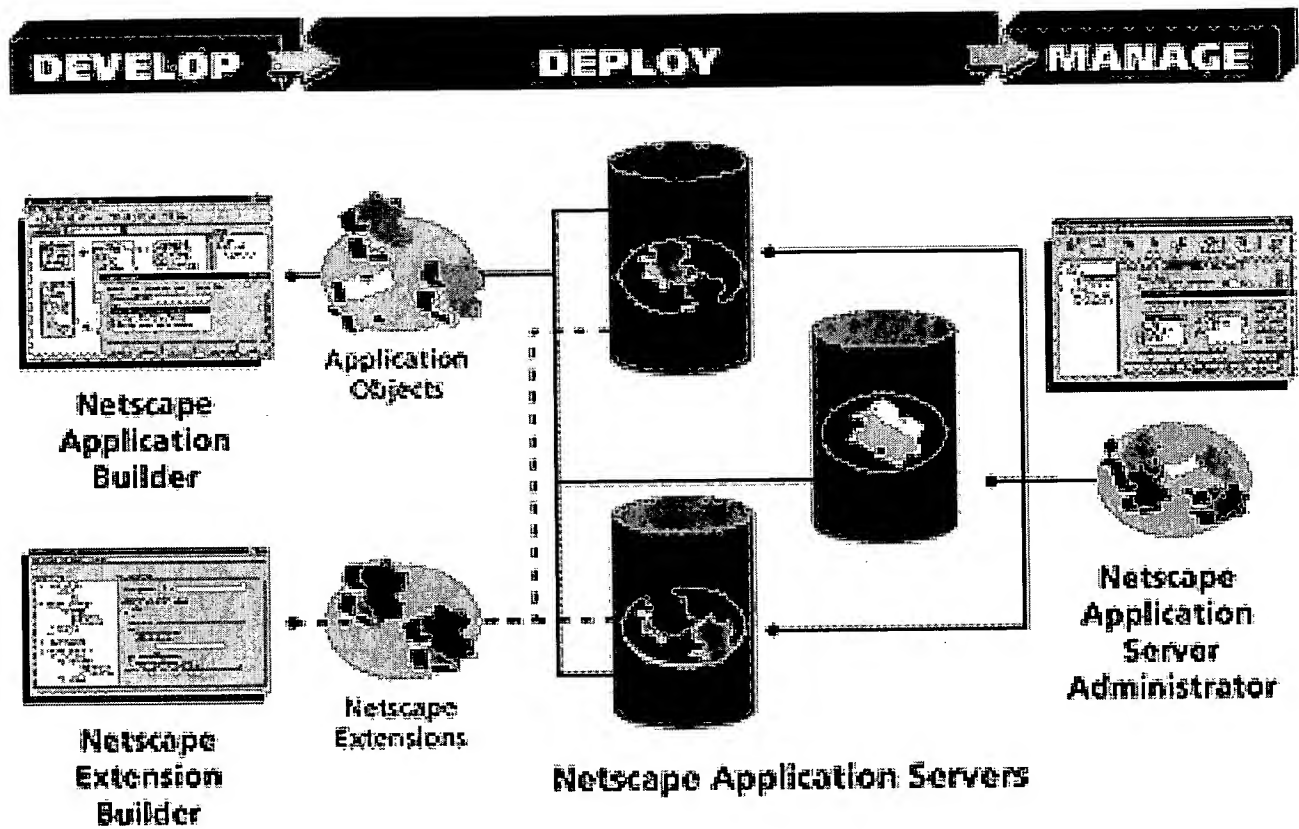 DEVELOP
DEPLOY
MANAGE
Application
Objects
Netscape
Application
Builder
Netscape
Extensions
Netscape
Extension
Builder
Netscape Application Servers
Netscape
Application
Server
Administrator